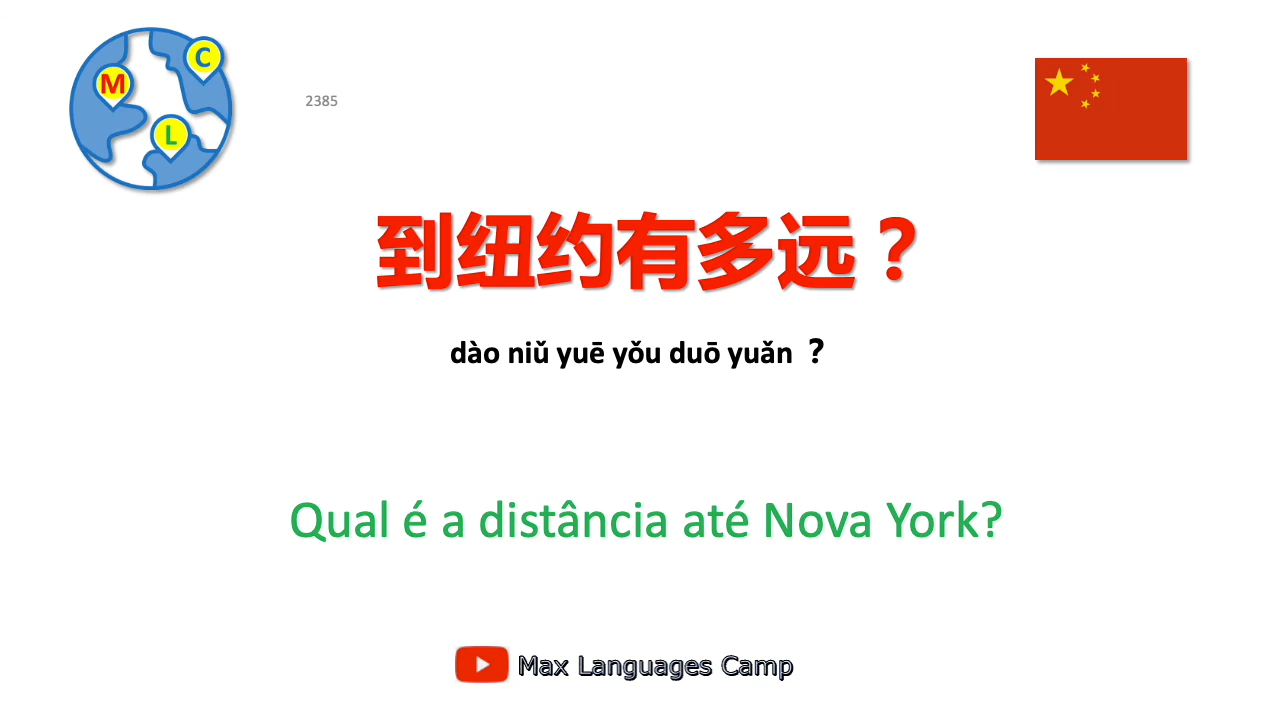 M
C
L
2385
到纽约有多远？
dào niǔ yuē yǒu duō yuǎn ？
Qual é a distância até Nova York?
Max Languages Camp